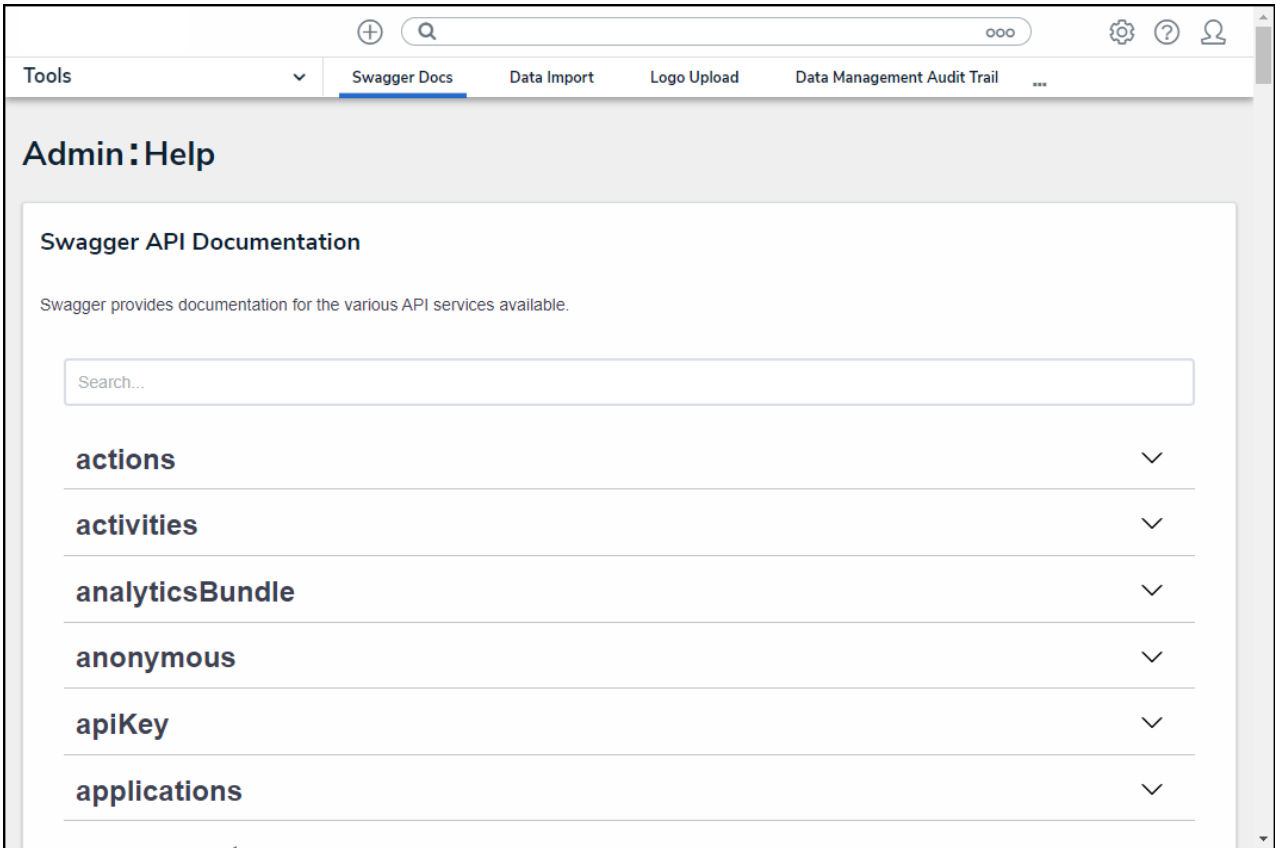 Tools
Swagger Docs
Data Import
Logo Upload
Data Management Audit Trail
...
Admin:Help
Swagger API Documentation
Swagger provides documentation for the various API services available.
Search...
actions
activities
analyticsBundle
anonymous
apiKey
applications